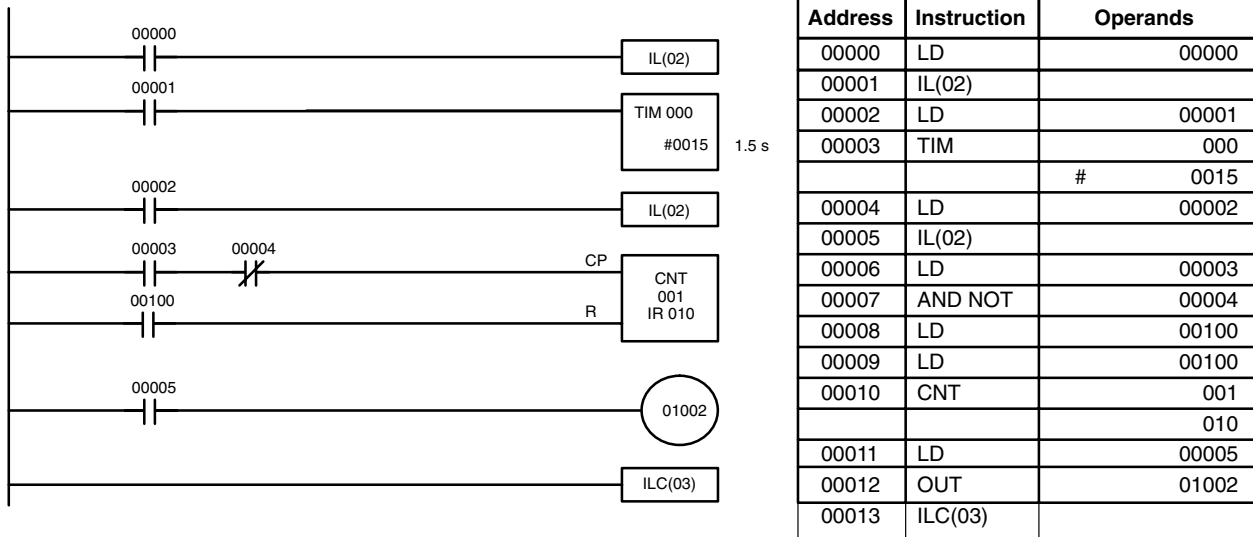 00000
IL(02)
00001
TIM 000
#0015
1.5 s
00002
IL(02)
00003 00004
CP
00100
R
CNT
001
IR 010
00005
01002
ILC(03)
Address Instruction Operands
00000 LD 00000
00001 IL(02)
00002 LD 00001
00003 TIM 000
# 0015
00004 LD 00002
00005 IL(02)
00006 LD 00003
00007 AND NOT 00004
00008 LD 00100
00009 LD 00100
00010 CNT 001
010
00011 LD 00005
00012 OUT 01002
00013 ILC(03)